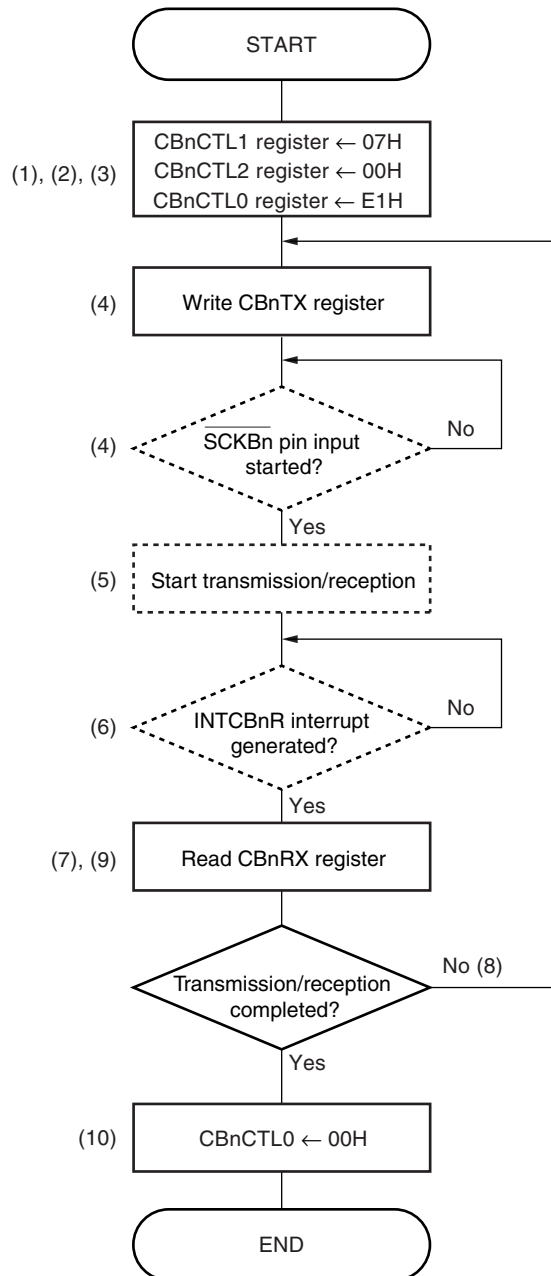 START
(1), (2), (3)
CBnCTL1 register ← 07H
CBnCTL2 register ← 00H
CBnCTL0 register ← E1H
(4)
Write CBnTX register
(4)
SCKBn pin input
started?
No
Yes
(5)
Start transmission/reception
(6)
INTCBnR interrupt
generated?
No
Yes
(7), (9)
Read CBnRX register
Transmission/reception
completed?
No (8)
Yes
(10)
CBnCTL0 ← 00H
END